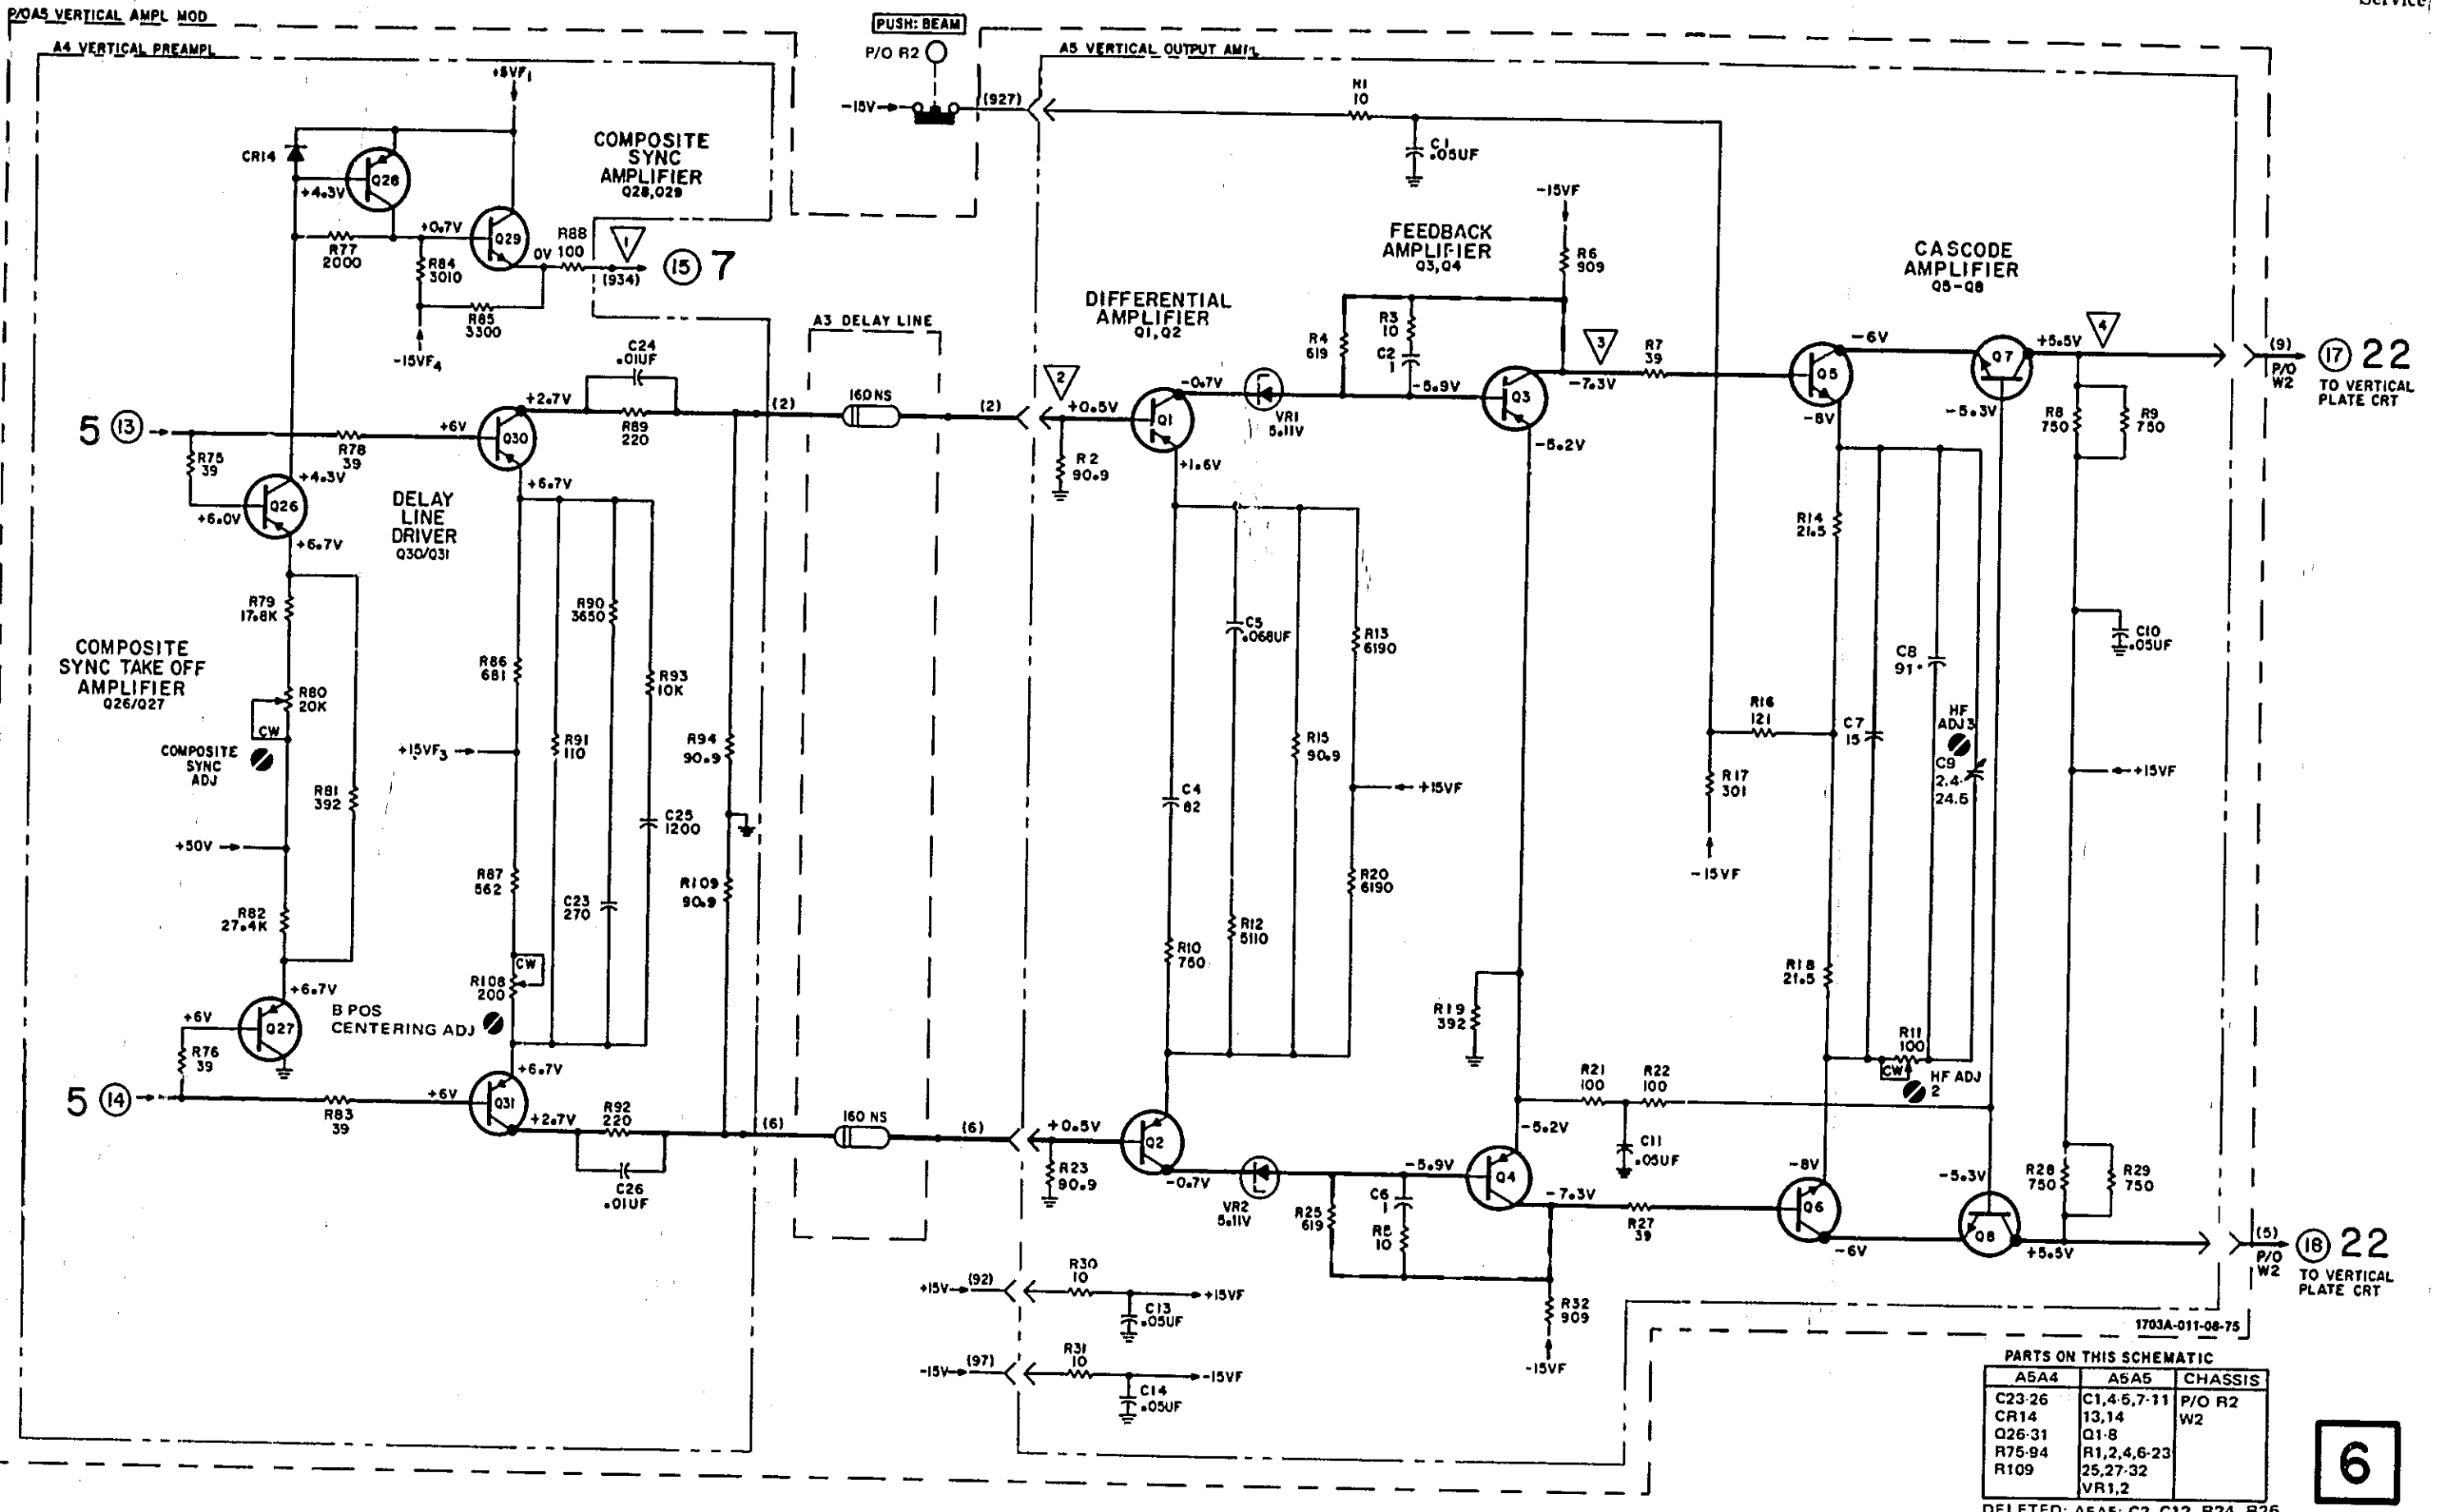 Service
P/OA5 VERTICAL AMPL MOD
A4 VERTICAL PREAMPL
PUSH: BEAM
P/O R2
-15V
(927)
A5 VERTICAL OUTPUT AMPL
+5VF1
CR14
Q28
+4.3V
COMPOSITE
SYNC
AMPLIFIER
Q28,Q29
R77
2000
+0.7V
Q29
R84
3010
0V
R88
100
1
(934)
15 7
R85
3300
-15VF4
R1
10
C1
.05UF
-15VF
FEEDBACK
AMPLIFIER
Q3,Q4
R6
909
CASCODE
AMPLIFIER
Q5-Q8
DIFFERENTIAL
AMPLIFIER
Q1,Q2
A3 DELAY LINE
C24
.01UF
R4
619
R3
10
C2
1
3
R7
39
-7.3V
Q5
-6V
Q7
+5.5V
4
(9)
P/O
W2
17 22
TO VERTICAL
PLATE CRT
5 13
R75
39
R78
39
+6V
Q30
+2.7V
R89
220
(2)
160 NS
(2)
2
+0.5V
R2
90.9
Q1
-0.7V
VR1
5.11V
-5.9V
Q3
-5.2V
-8V
-5.3V
R8
750
R9
750
+4.3V
Q26
+6.0V
+6.7V
DELAY
LINE
DRIVER
Q30/Q31
+6.7V
+1.6V
R14
21.5
R79
17.8K
COMPOSITE
SYNC TAKE OFF
AMPLIFIER
Q26/Q27
R80
20K
CW
COMPOSITE
SYNC
ADJ
R81
392
+50V
R82
27.4K
R86
681
R90
3650
R93
10K
+15VF3
R91
110
R94
90.9
C25
1200
R87
562
C23
270
R109
90.9
CW
R108
200
B POS
CENTERING ADJ
C5
.068UF
R13
6190
R15
90.9
C4
82
+15VF
R20
6190
R12
5110
R10
750
R19
392
R16
121
R17
301
-15VF
C7
15
C8
91*
HF
ADJ3
C9
2.4-
24.5
C10
.05UF
+15VF
R18
21.5
R11
100
CW
HF ADJ
2
+6.7V
Q27
+6V
R76
39
5 14
R83
39
+6V
Q31
+6.7V
+2.7V
R92
220
C26
.01UF
(6)
160 NS
(6)
+0.5V
R23
90.9
Q2
-0.7V
VR2
5.11V
-5.9V
R25
619
C6
1
R5
10
Q4
-5.2V
R21
100
R22
100
C11
.05UF
-7.3V
R27
39
-8V
Q6
-6V
-5.3V
Q8
+5.5V
R28
750
R29
750
(5)
P/O
W2
18 22
TO VERTICAL
PLATE CRT
R32
909
-15VF
+15V
(92)
R30
10
+15VF
C13
.05UF
-15V
(97)
R31
10
-15VF
C14
.05UF
1703A-011-08-75
PARTS ON THIS SCHEMATIC
A5A4 A5A5 CHASSIS
C23-26 C1,4-5,7-11 P/O R2
CR14 13,14 W2
Q26-31 Q1-8
R75-94 R1,2,4,6-23
R109 25,27-32
VR1,2
DELETED: A5A5: C3, C12, R24, R26
6